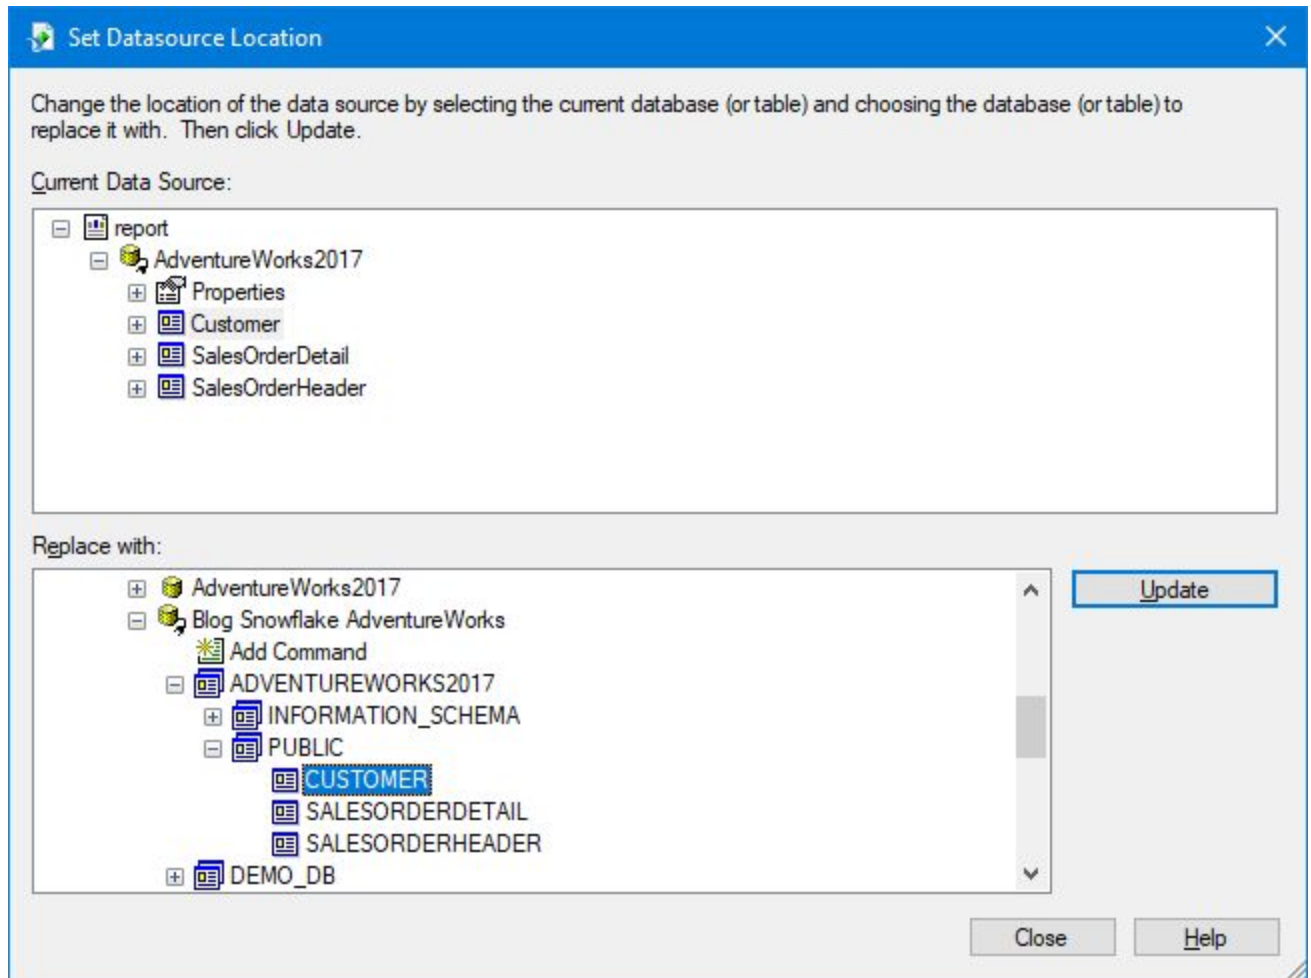 Set Datasource Location
Change the location of the data source by selecting the current database (or table) and choosing the database (or table) to
replace it with.  Then click Update.
Current Data Source:
report
AdventureWorks2017
Properties
Customer
SalesOrderDetail
SalesOrderHeader
Replace with:
AdventureWorks2017
Update
Blog Snowflake AdventureWorks
Add Command
ADVENTUREWORKS2017
INFORMATION_SCHEMA
PUBLIC
CUSTOMER
SALESORDERDETAIL
SALESORDERHEADER
DEMO_DB
Close
Help